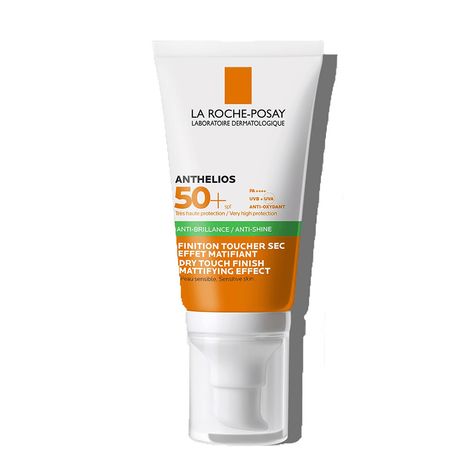 LA ROCHE-POSAY
LABORATOIRE DERMATOLOGIQUE
ANTHELIOS
50+ spf
PA++++
UVB + UVA
ANTI-OXYDANT
Très haute protection / Very high protection
ANTI-BRILLANCE / ANTI-SHINE
FINITION TOUCHER SEC
EFFET MATIFIANT
DRY TOUCH FINISH
MATTIFYING EFFECT
Peau sensible, Sensitive skin